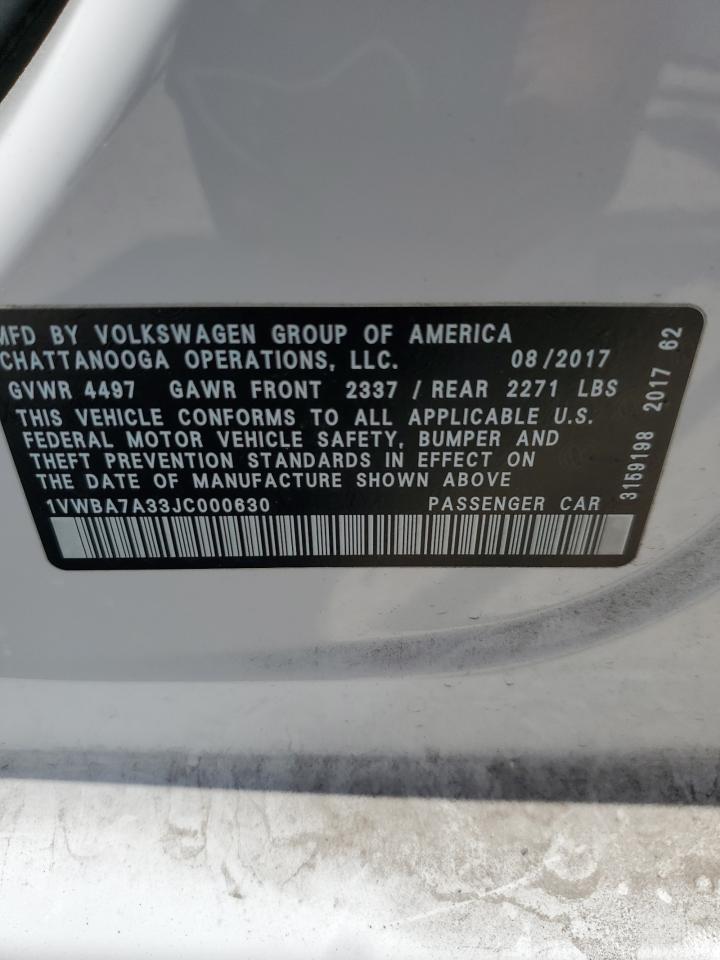 MFD BY VOLKSWAGEN GROUP OF AMERICA
CHATTANOOGA OPERATIONS, LLC. 08/2017
GVWR 4497 GAWR FRONT 2337 / REAR 2271 LBS
THIS VEHICLE CONFORMS TO ALL APPLICABLE U.S.
FEDERAL MOTOR VEHICLE SAFETY, BUMPER AND
THEFT PREVENTION STANDARDS IN EFFECT ON
THE DATE OF MANUFACTURE SHOWN ABOVE
1VWBA7A33JC000630 PASSENGER CAR
3159198 2017 62